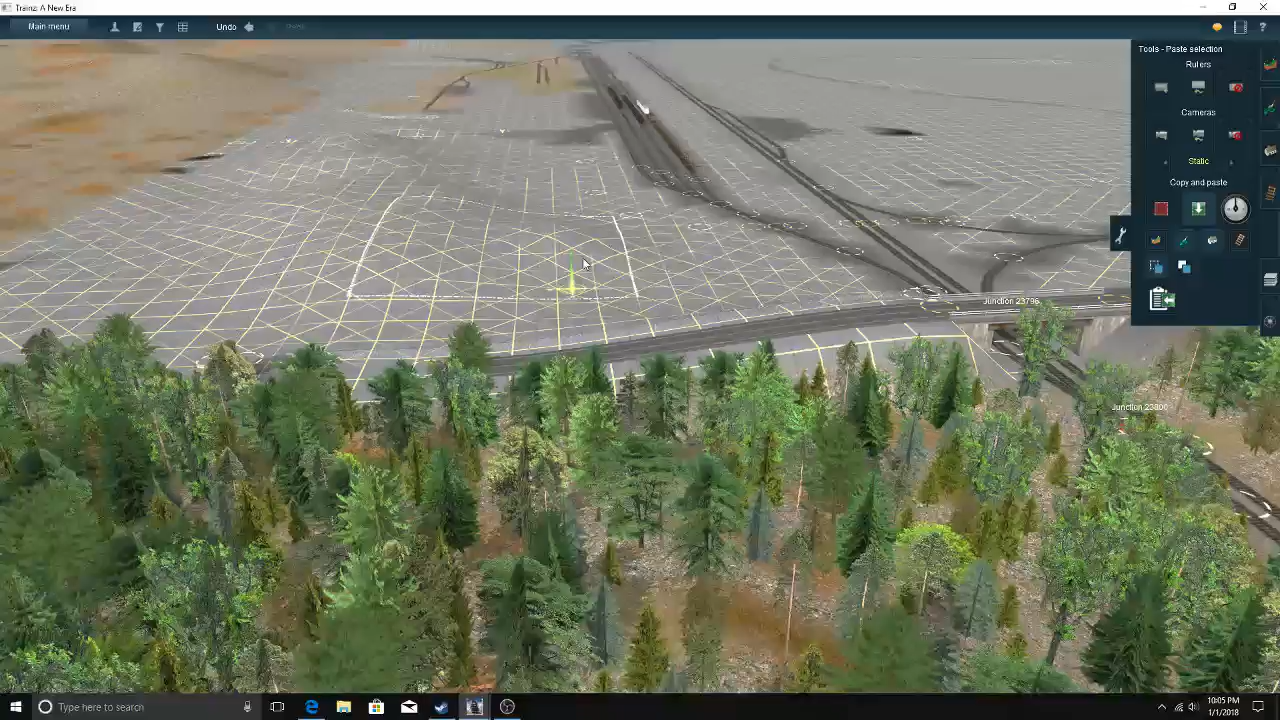 Trainz: A New Era
Main menu
Undo
Tools - Paste selection
Rulers
Cameras
Static
Copy and paste
Junction 23796
Junction 23800
Type here to search
10:05 PM
1/1/2018